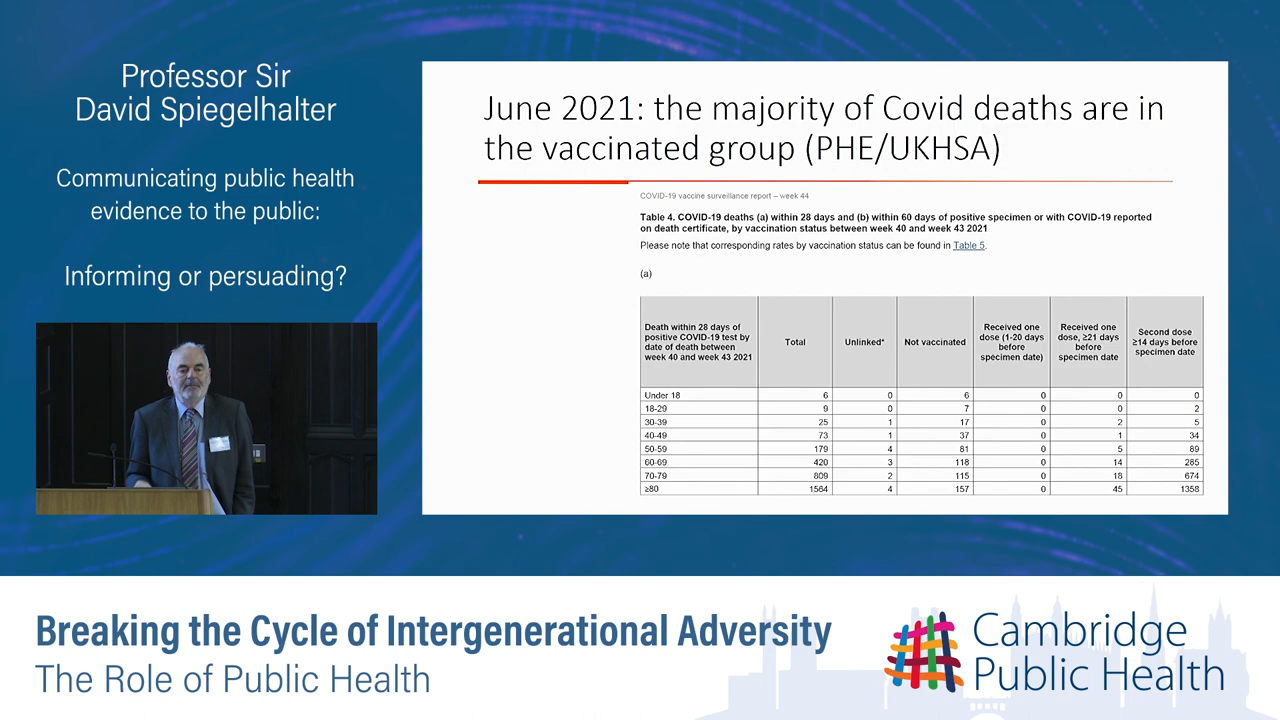 Professor Sir
David Spiegelhalter
Communicating public health
evidence to the public:
Informing or persuading?
June 2021: the majority of Covid deaths are in
the vaccinated group (PHE/UKHSA)
COVID-19 vaccine surveillance report – week 44
Table 4. COVID-19 deaths (a) within 28 days and (b) within 60 days of positive specimen or with COVID-19 reported
on death certificate, by vaccination status between week 40 and week 43 2021
Please note that corresponding rates by vaccination status can be found in Table 5.
(a)
Death within 28 days of positive COVID-19 test by date of death between week 40 and week 43 2021 Total Unlinked* Not vaccinated Received one dose (1-20 days before specimen date) Received one dose, ≥21 days before specimen date Second dose ≥14 days before specimen date
Under 18 6 0 6 0 0 0
18-29 9 0 7 0 0 2
30-39 25 1 17 0 2 5
40-49 73 1 37 0 1 34
50-59 179 4 81 0 5 89
60-69 420 3 118 0 14 285
70-79 809 2 115 0 18 674
≥80 1564 4 157 0 45 1358
Breaking the Cycle of Intergenerational Adversity
The Role of Public Health
Cambridge
Public Health